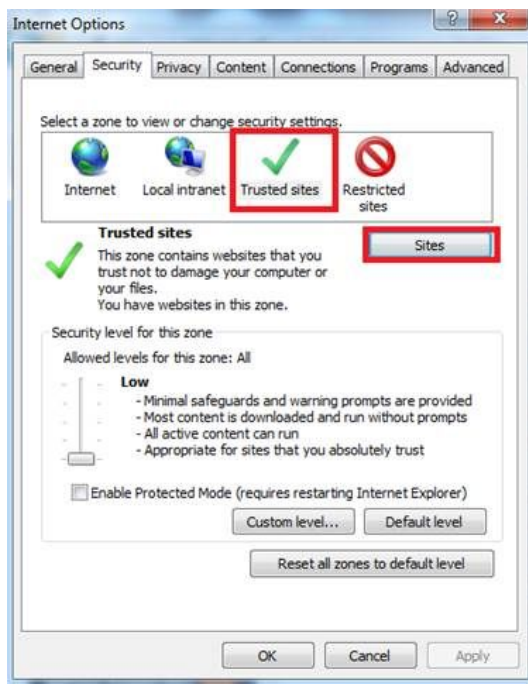 Internet Options
General Security Privacy Content Connections Programs Advanced
Select a zone to view or change security settings.
Internet Local intranet Trusted sites Restricted
sites
Trusted sites
Sites
This zone contains websites that you
trust not to damage your computer or
your files.
You have websites in this zone.
Security level for this zone
Allowed levels for this zone: All
Low
- Minimal safeguards and warning prompts are provided
- Most content is downloaded and run without prompts
- All active content can run
- Appropriate for sites that you absolutely trust
Enable Protected Mode (requires restarting Internet Explorer)
Custom level... Default level
Reset all zones to default level
OK Cancel Apply